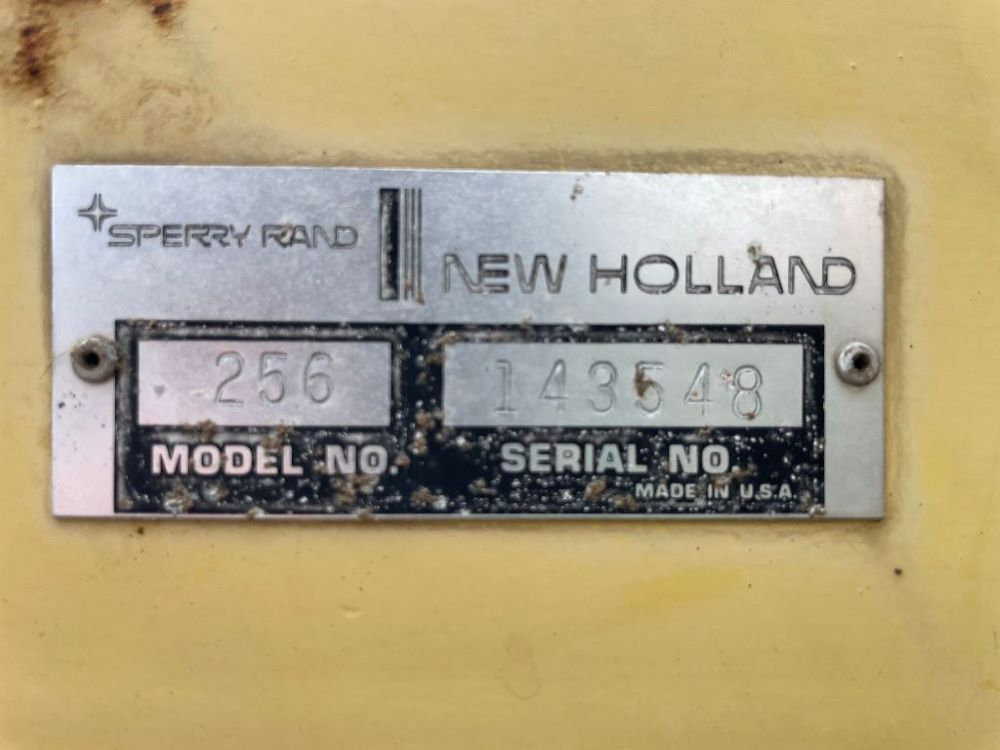 SPERRY RAND
NEW HOLLAND
256
143548
MODEL NO.
SERIAL NO.
MADE IN U.S.A.